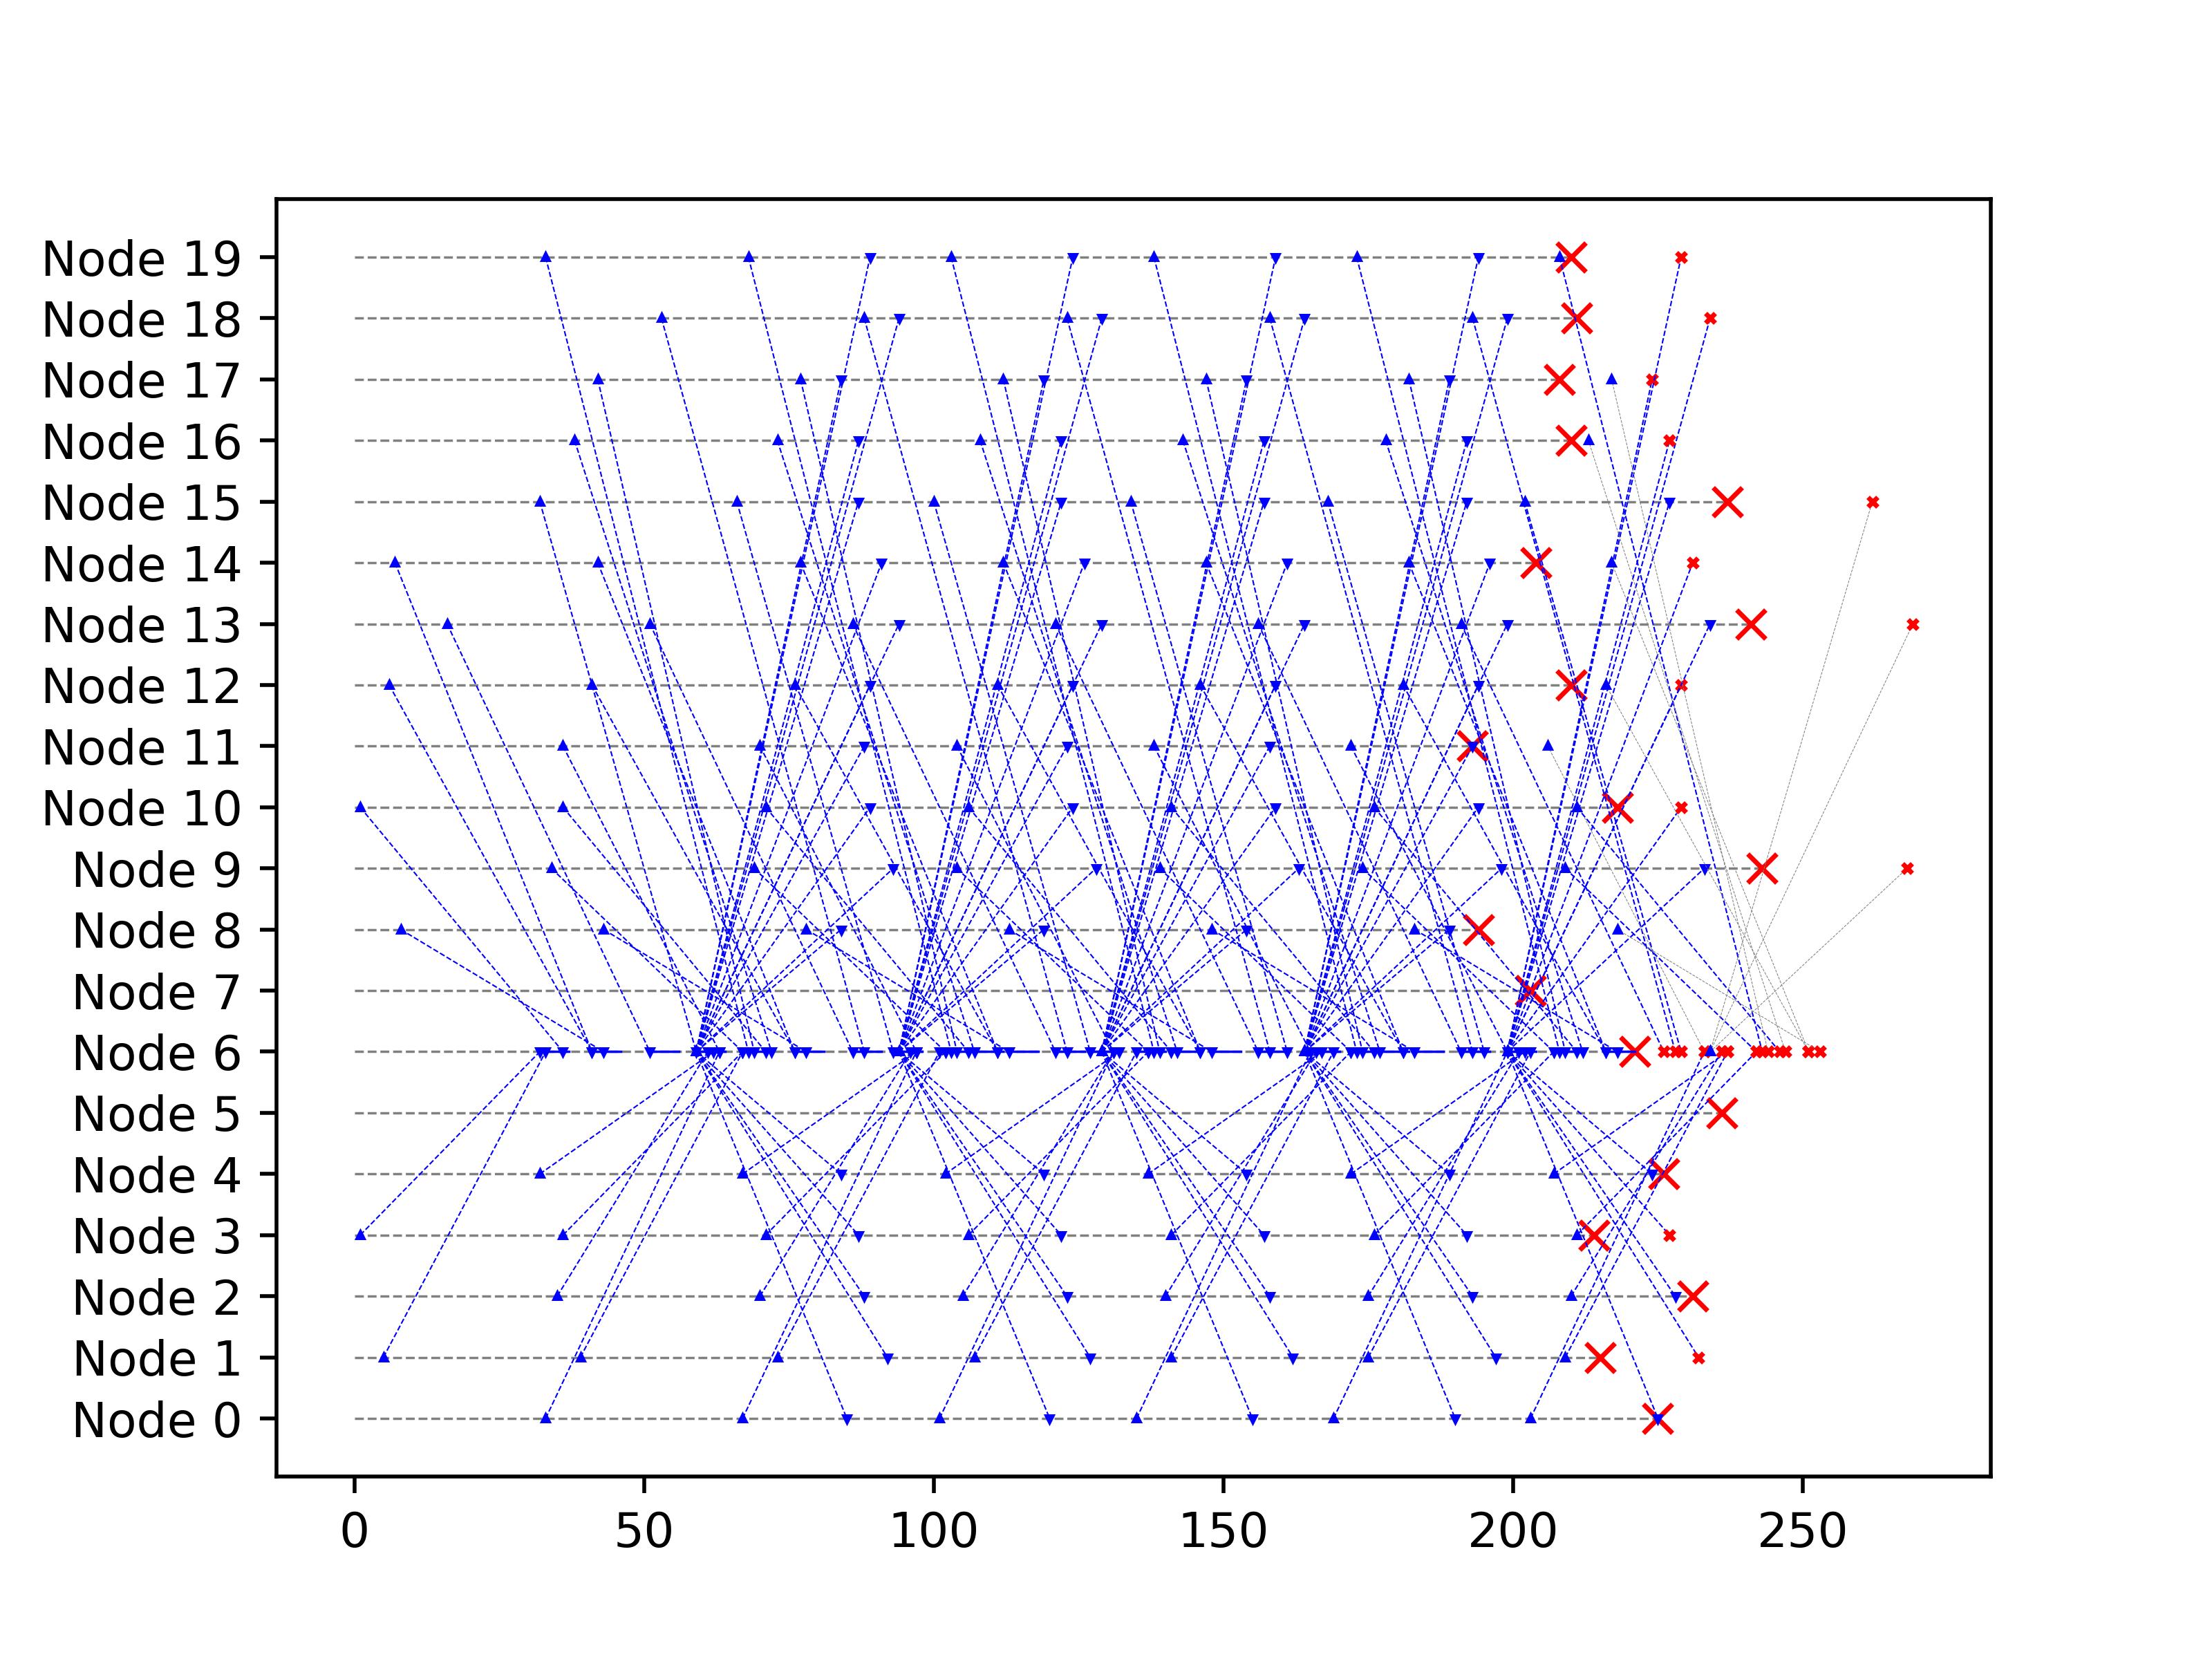 Node 19
Node 18
Node 17
Node 16
Node 15
Node 14
Node 13
Node 12
Node 11
Node 10
Node 9
Node 8
Node 7
Node 6
Node 5
Node 4
Node 3
Node 2
Node 1
Node 0
0 50 100 150 200 250